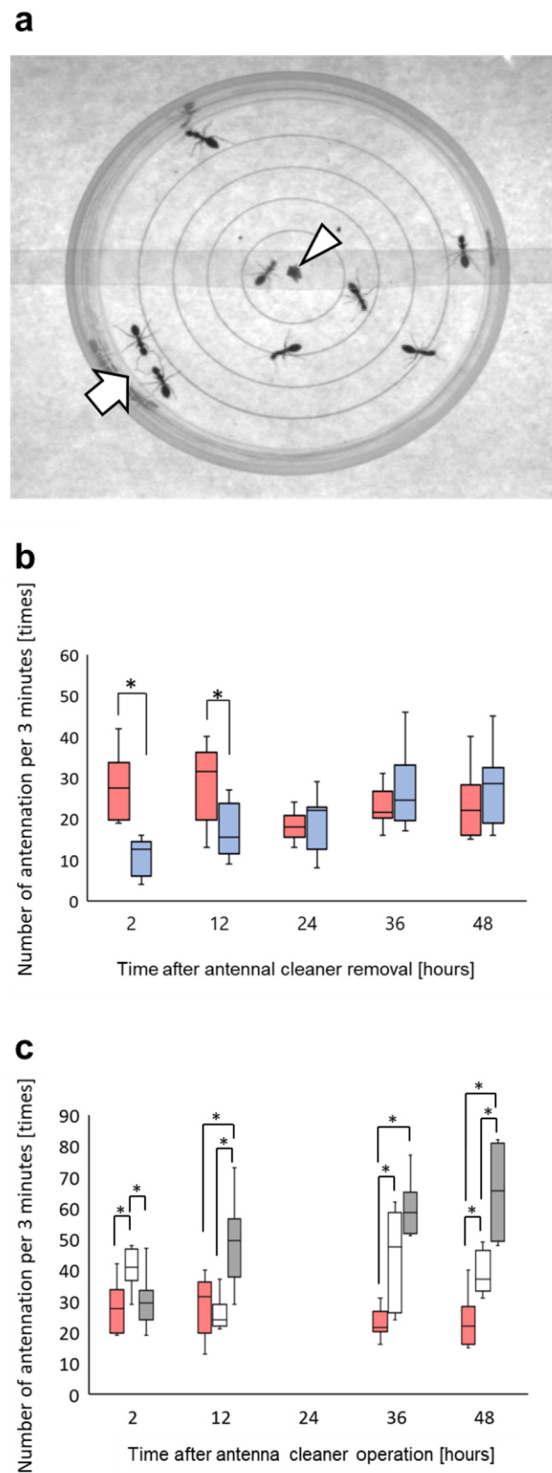 a
b
Number of antennation per 3 minutes [times]
60
50
40
30
20
10
0
*
*
2 12 24 36 48
Time after antennal cleaner removal [hours]
c
Number of antennation per 3 minutes [times]
90
80
70
60
50
40
30
20
10
0
* *
* *
* *
* * *
2 12 24 36 48
Time after antenna cleaner operation [hours]